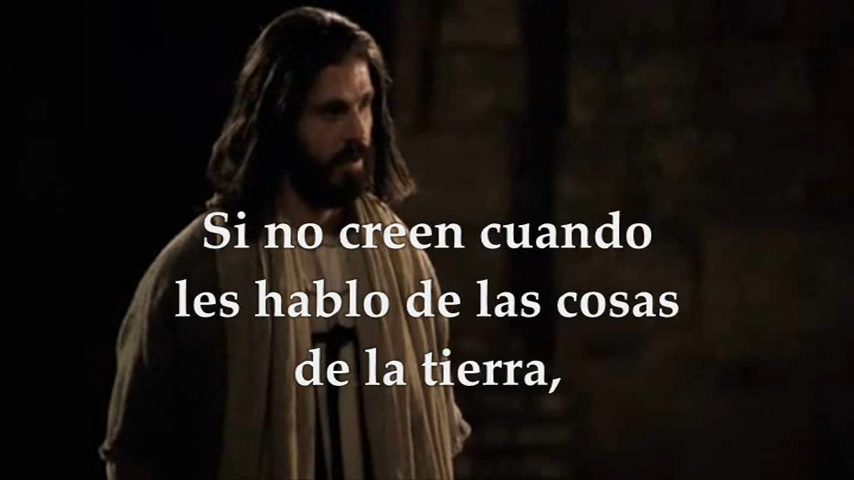 Si no creen cuando
les hablo de las cosas
de la tierra,